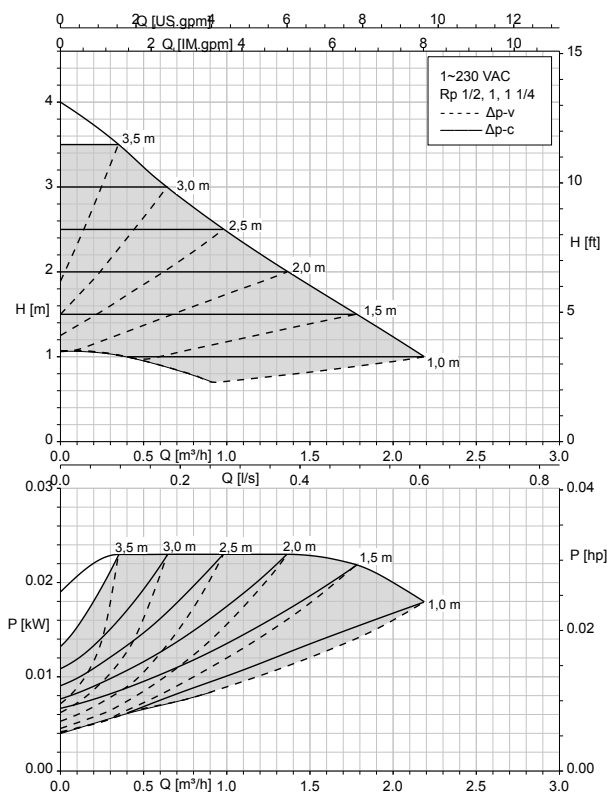 Q [US.gpm]
0 2 4 6 8 10 12
Q [IM.gpm]
0 2 4 6 8 10
15
1~230 VAC
Rp 1/2, 1, 1 1/4
Δp-v
Δp-c
4
3,5 m
3
3,0 m
10
2,5 m
H [ft]
2
2,0 m
H [m]
1,5 m
5
1
1,0 m
0 0
0 0.5 1.0 1.5 2.0 2.5 3.0
Q [m³/h]
0.0 0.2 0.4 0.6 0.8
Q [l/s]
0.03 0.04
3,5 m 3,0 m 2,5 m 2,0 m
1,5 m
P [hp]
0.02
1,0 m
P [kW]
0.02
0.01
0.00 0.00
0.0 0.5 1.0 1.5 2.0 2.5 3.0
Q [m³/h]